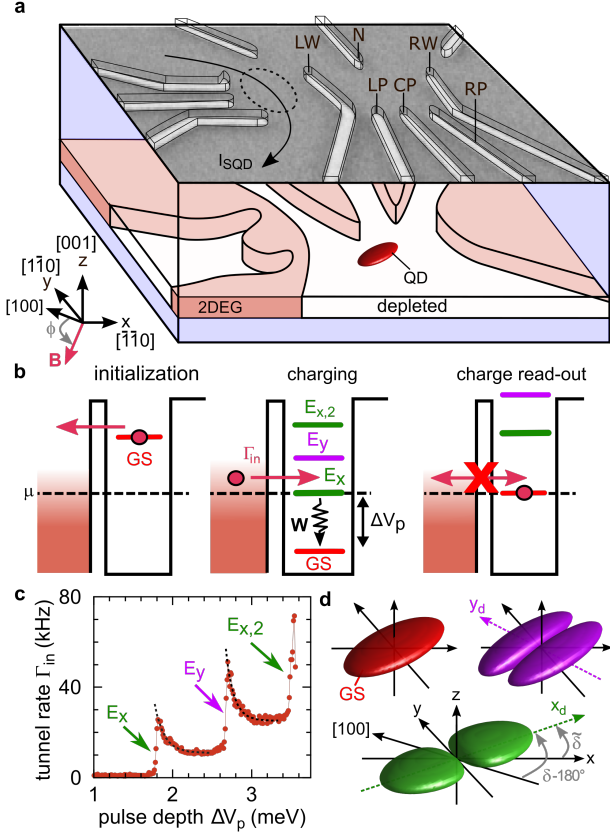 a
LW
N
RW
LP
CP
RP
I_SQD
[001]
z
[11̅0]
y
[100]
x
[1̅1̅0]
ϕ
B
QD
2DEG
depleted
b
initialization
charging
charge read-out
GS
μ
E_x,2
E_y
Γ_in
E_x
W
GS
ΔV_p
X
c
80
60
40
20
0
tunnel rate Γ_in (kHz)
E_x
E_y
E_x,2
1
2
3
pulse depth ΔV_p (meV)
d
GS
y_d
z
y
x_d
[100]
x
δ̃
δ-180°